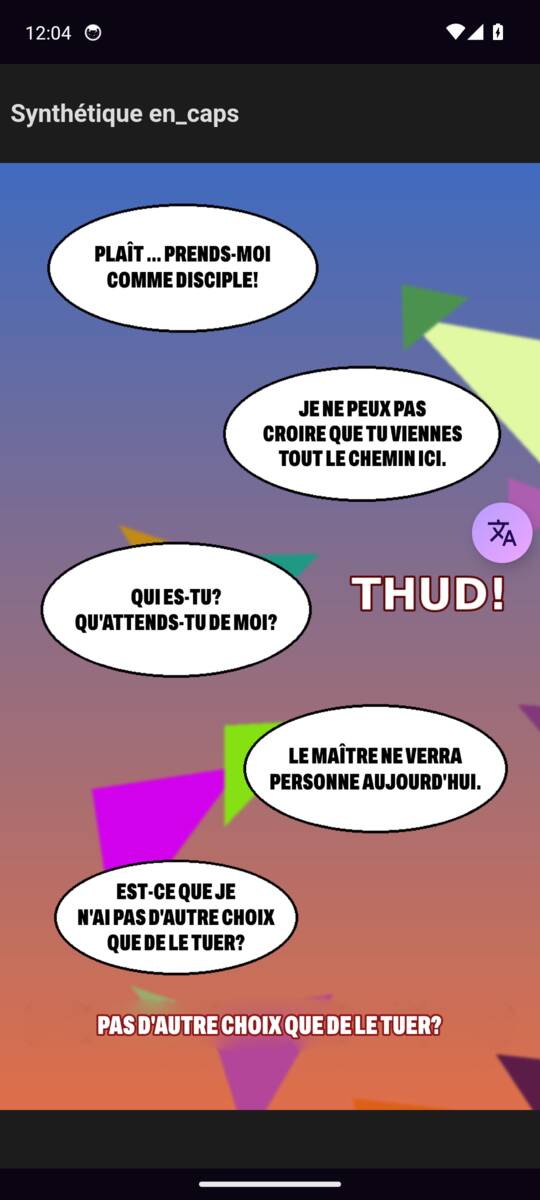 12:04
Synthétique en_caps
PLAÎT ... PRENDS-MOI
COMME DISCIPLE!
JE NE PEUX PAS
CROIRE QUE TU VIENNES
TOUT LE CHEMIN ICI.
QUI ES-TU?
QU'ATTENDS-TU DE MOI?
THUD!
LE MAÎTRE NE VERRA
PERSONNE AUJOURD'HUI.
EST-CE QUE JE
N'AI PAS D'AUTRE CHOIX
QUE DE LE TUER?
PAS D'AUTRE CHOIX QUE DE LE TUER?